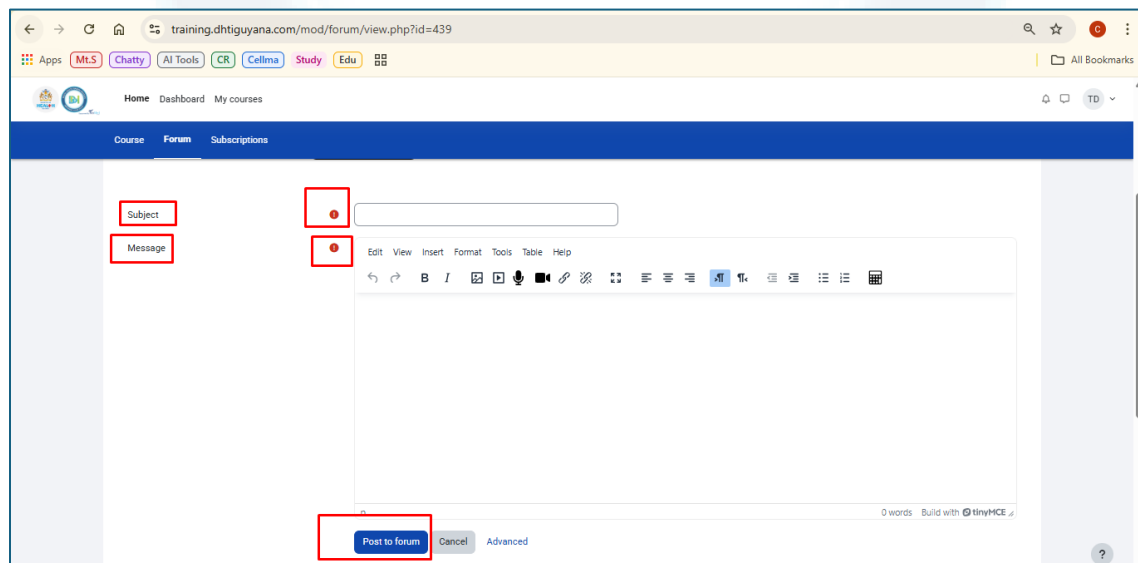 training.dhtiguyana.com/mod/forum/view.php?id=439
C
Apps Mt.S Chatty AI Tools CR Cellma Study Edu All Bookmarks
Home Dashboard My courses TD
Course Forum Subscriptions
Subject
Message
Edit View Insert Format Tools Table Help
B I
0 words Build with tinyMCE
Post to forum Cancel Advanced
?